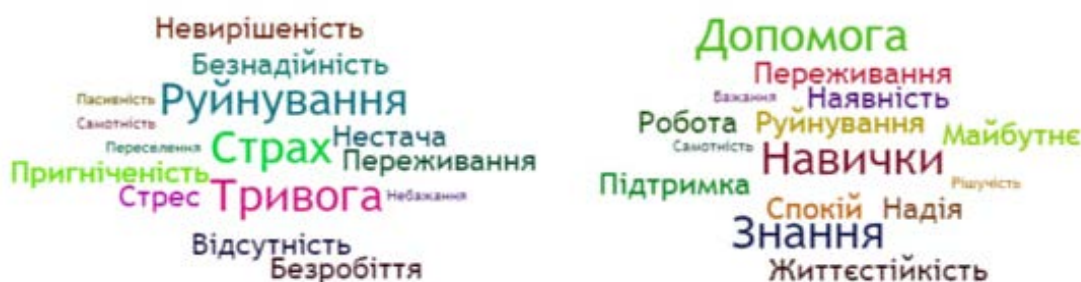 Невирішеність
Безнадійність
Пасивність Руйнування
Самотність
Переселення Страх Нестача
Переживання
Пригніченість
Стрес Тривога Небажання
Відсутність
Безробіття
Допомога
Переживання
Бажання Наявність
Робота Руйнування Майбутнє
Самотність Навички
Підтримка Рішучість
Спокій Надія
Знання
Життєстійкість